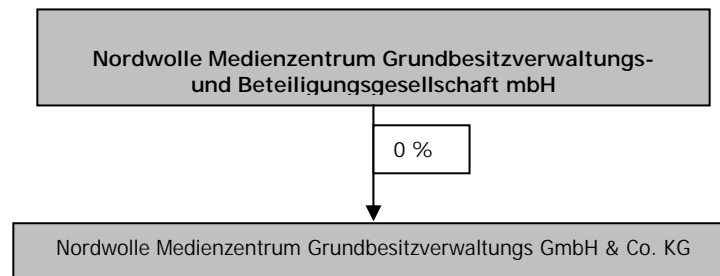 Nordwolle Medienzentrum Grundbesitzverwaltungs-
und Beteiligungsgesellschaft mbH
0 %
Nordwolle Medienzentrum Grundbesitzverwaltungs GmbH & Co. KG